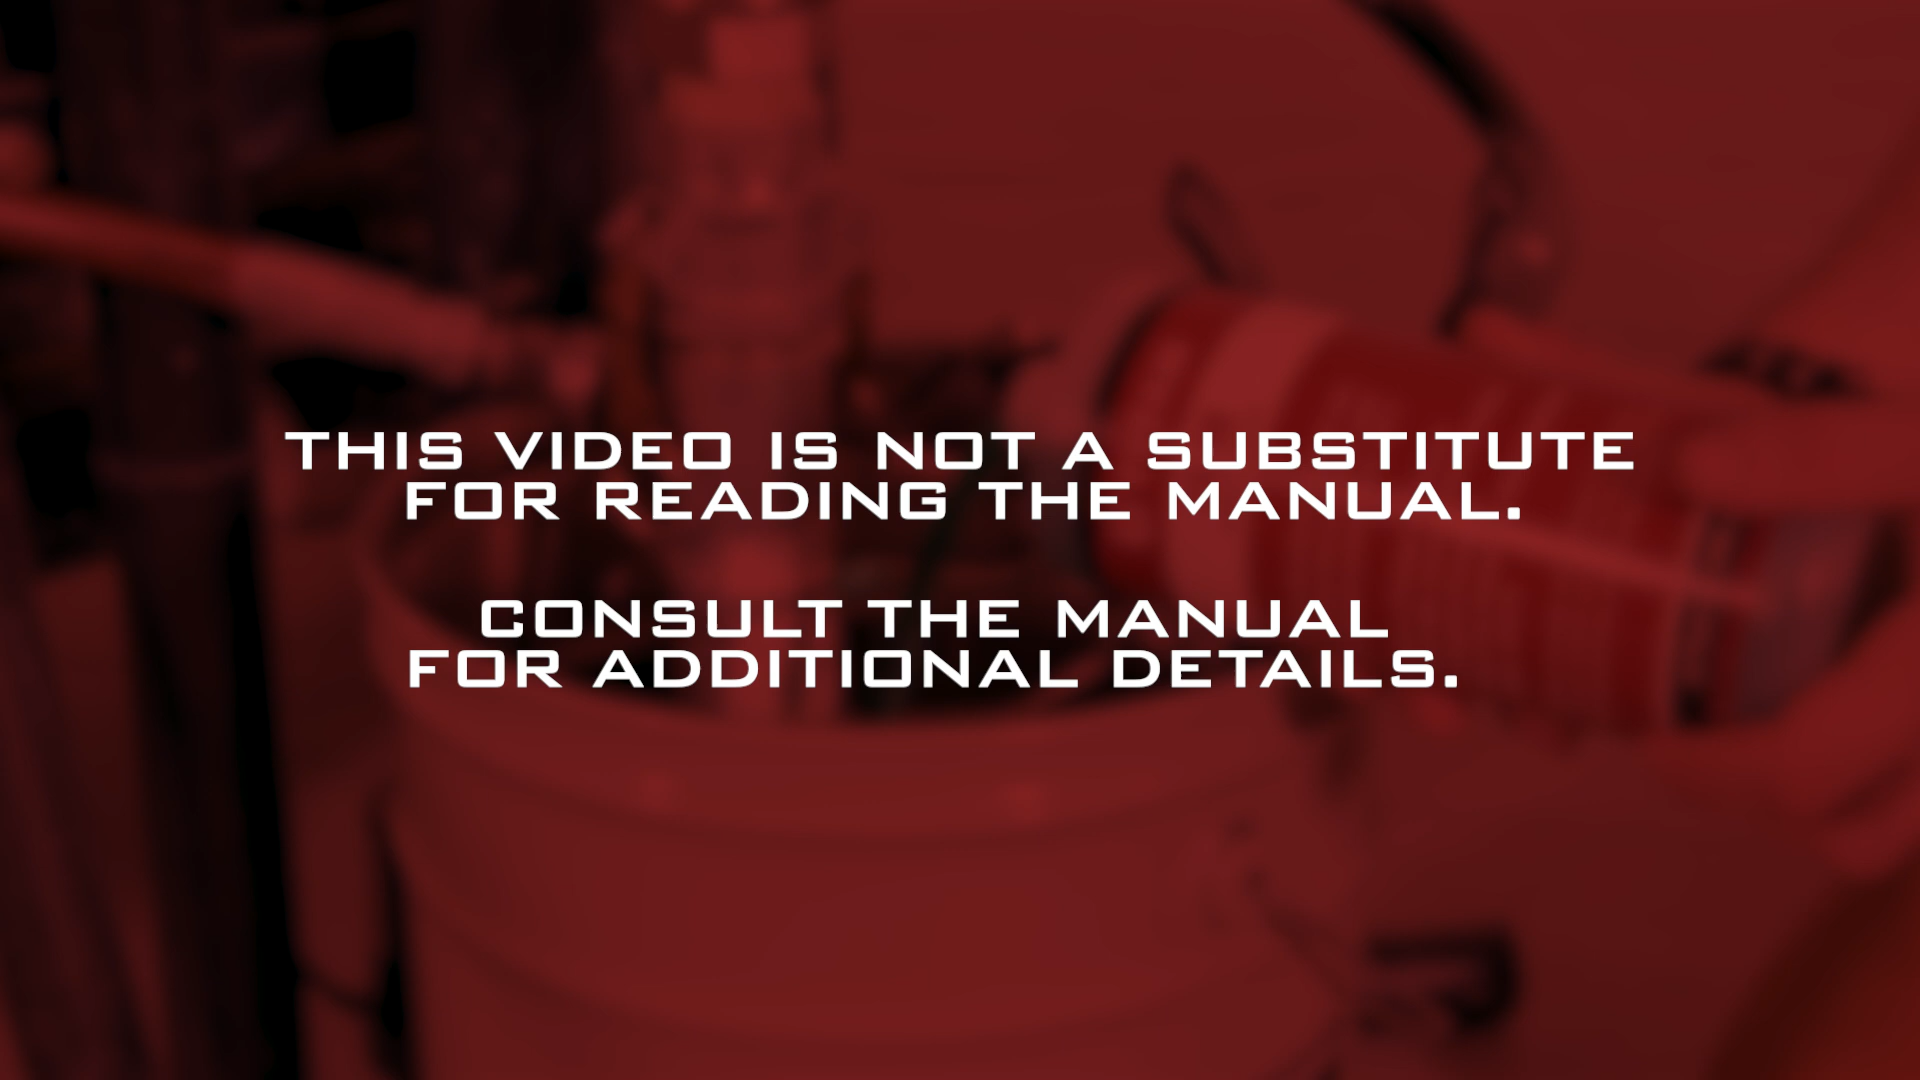 THIS VIDEO IS NOT A SUBSTITUTE
FOR READING THE MANUAL.
CONSULT THE MANUAL
FOR ADDITIONAL DETAILS.